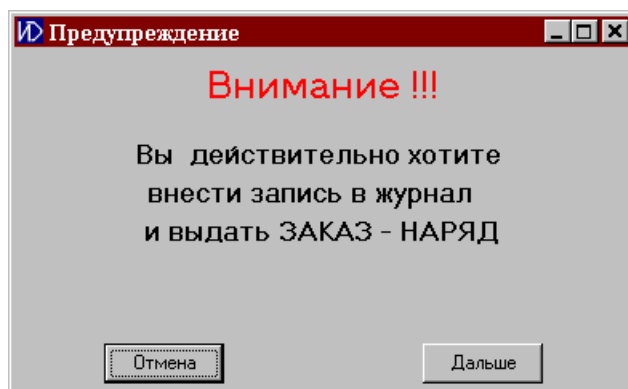 Предупреждение
Внимание !!!
Вы действительно хотите
внести запись в журнал
и выдать ЗАКАЗ - НАРЯД
Отмена
Дальше